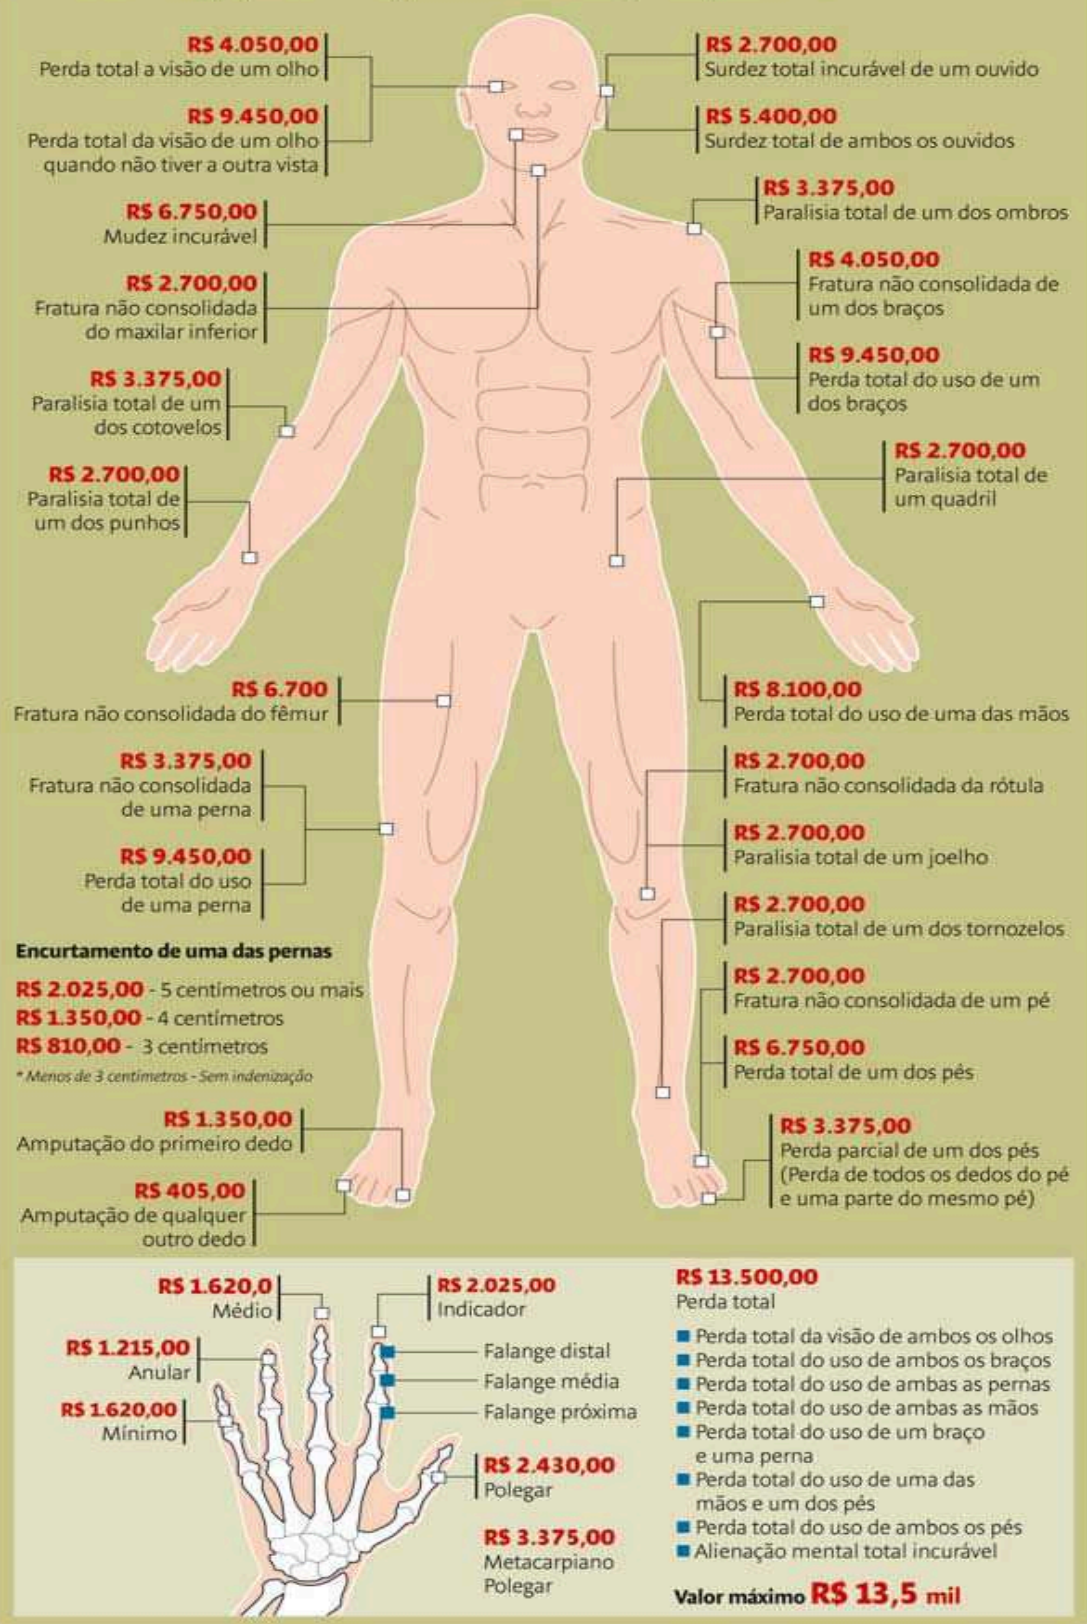 R$ 4.050,00
Perda total a visão de um olho
R$ 9.450,00
Perda total da visão de um olho
quando não tiver a outra vista
R$ 6.750,00
Mudez incurável
R$ 2.700,00
Fratura não consolidada
do maxilar inferior
R$ 3.375,00
Paralisia total de um
dos cotovelos
R$ 2.700,00
Paralisia total de
um dos punhos
R$ 2.700,00
Surdez total incurável de um ouvido
R$ 5.400,00
Surdez total de ambos os ouvidos
R$ 3.375,00
Paralisia total de um dos ombros
R$ 4.050,00
Fratura não consolidada de
um dos braços
R$ 9.450,00
Perda total do uso de um
dos braços
R$ 2.700,00
Paralisia total de
um quadril
R$ 6.700
Fratura não consolidada do fêmur
R$ 3.375,00
Fratura não consolidada
de uma perna
R$ 9.450,00
Perda total do uso
de uma perna
Encurtamento de uma das pernas
R$ 2.025,00 - 5 centímetros ou mais
R$ 1.350,00 - 4 centímetros
R$ 810,00 - 3 centímetros
* Menos de 3 centímetros - Sem indenização
R$ 1.350,00
Amputação do primeiro dedo
R$ 405,00
Amputação de qualquer
outro dedo
R$ 8.100,00
Perda total do uso de uma das mãos
R$ 2.700,00
Fratura não consolidada da rótula
R$ 2.700,00
Paralisia total de um joelho
R$ 2.700,00
Paralisia total de um dos tornozelos
R$ 2.700,00
Fratura não consolidada de um pé
R$ 6.750,00
Perda total de um dos pés
R$ 3.375,00
Perda parcial de um dos pés
(Perda de todos os dedos do pé
e uma parte do mesmo pé)
R$ 1.620,0
Médio
R$ 1.215,00
Anular
R$ 1.620,00
Mínimo
R$ 2.025,00
Indicador
Falange distal
Falange média
Falange próxima
R$ 2.430,00
Polegar
R$ 3.375,00
Metacarpiano
Polegar
R$ 13.500,00
Perda total
Perda total da visão de ambos os olhos
Perda total do uso de ambos os braços
Perda total do uso de ambas as pernas
Perda total do uso de ambas as mãos
Perda total do uso de um braço
e uma perna
Perda total do uso de uma das
mãos e um dos pés
Perda total do uso de ambos os pés
Alienação mental total incurável
Valor máximo R$ 13,5 mil